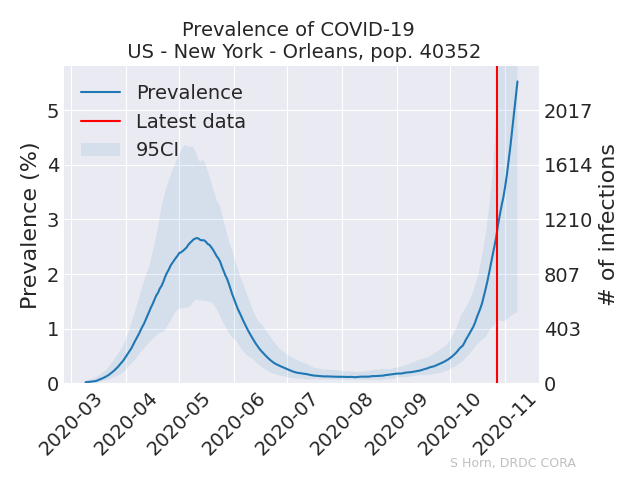 Prevalence of COVID-19
US - New York - Orleans, pop. 40352
Prevalence
Latest data
95CI
Prevalence (%)
5
4
3
2
1
0
2017
1614
1210
807
403
0
# of infections
2020-03
2020-04
2020-05
2020-06
2020-07
2020-08
2020-09
2020-10
2020-11
S Horn, DRDC CORA